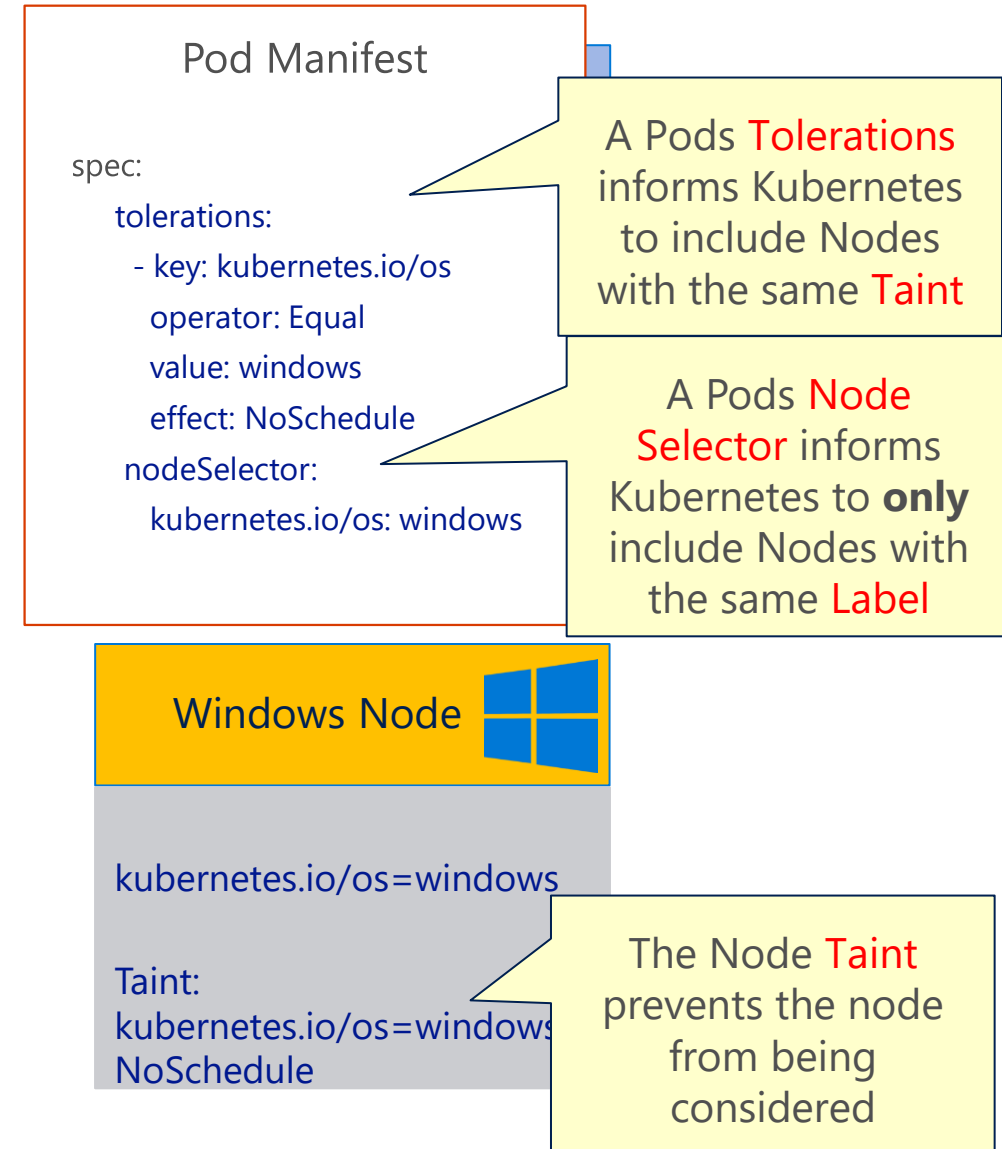 Pod Manifest
spec:
tolerations:
- key: kubernetes.io/os
operator: Equal
value: windows
effect: NoSchedule
nodeSelector:
kubernetes.io/os: windows
A Pods Tolerations
informs Kubernetes
to include Nodes
with the same Taint
A Pods Node
Selector informs
Kubernetes to only
include Nodes with
the same Label
Windows Node
kubernetes.io/os=windows
Taint:
kubernetes.io/os=windows
NoSchedule
The Node Taint
prevents the node
from being
considered